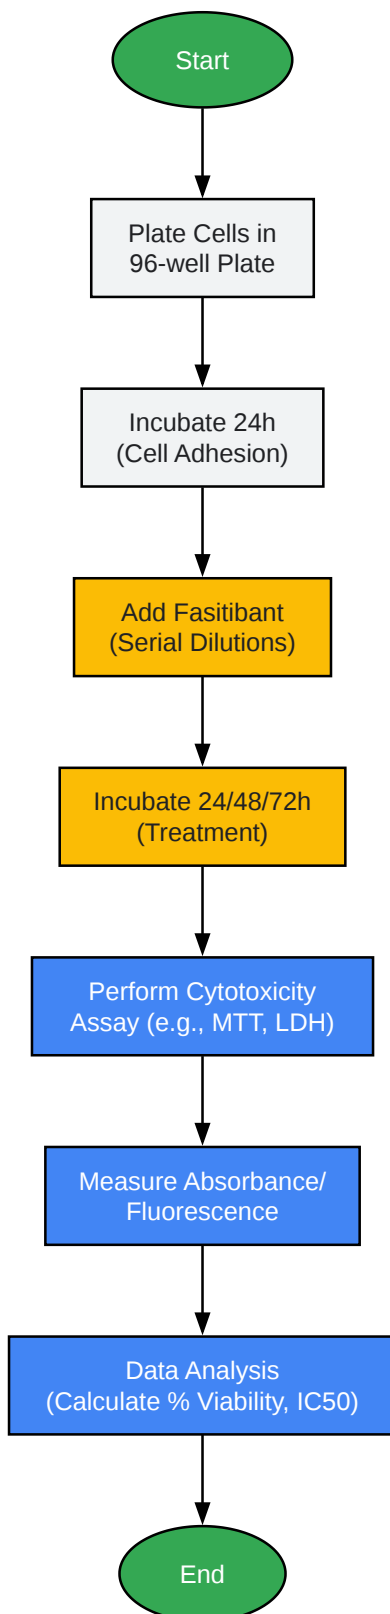 Start
Plate Cells in
96-well Plate
Incubate 24h
(Cell Adhesion)
Add Fasitibant
(Serial Dilutions)
Incubate 24/48/72h
(Treatment)
Perform Cytotoxicity
Assay (e.g., MTT, LDH)
Measure Absorbance/
Fluorescence
Data Analysis
(Calculate % Viability, IC50)
End